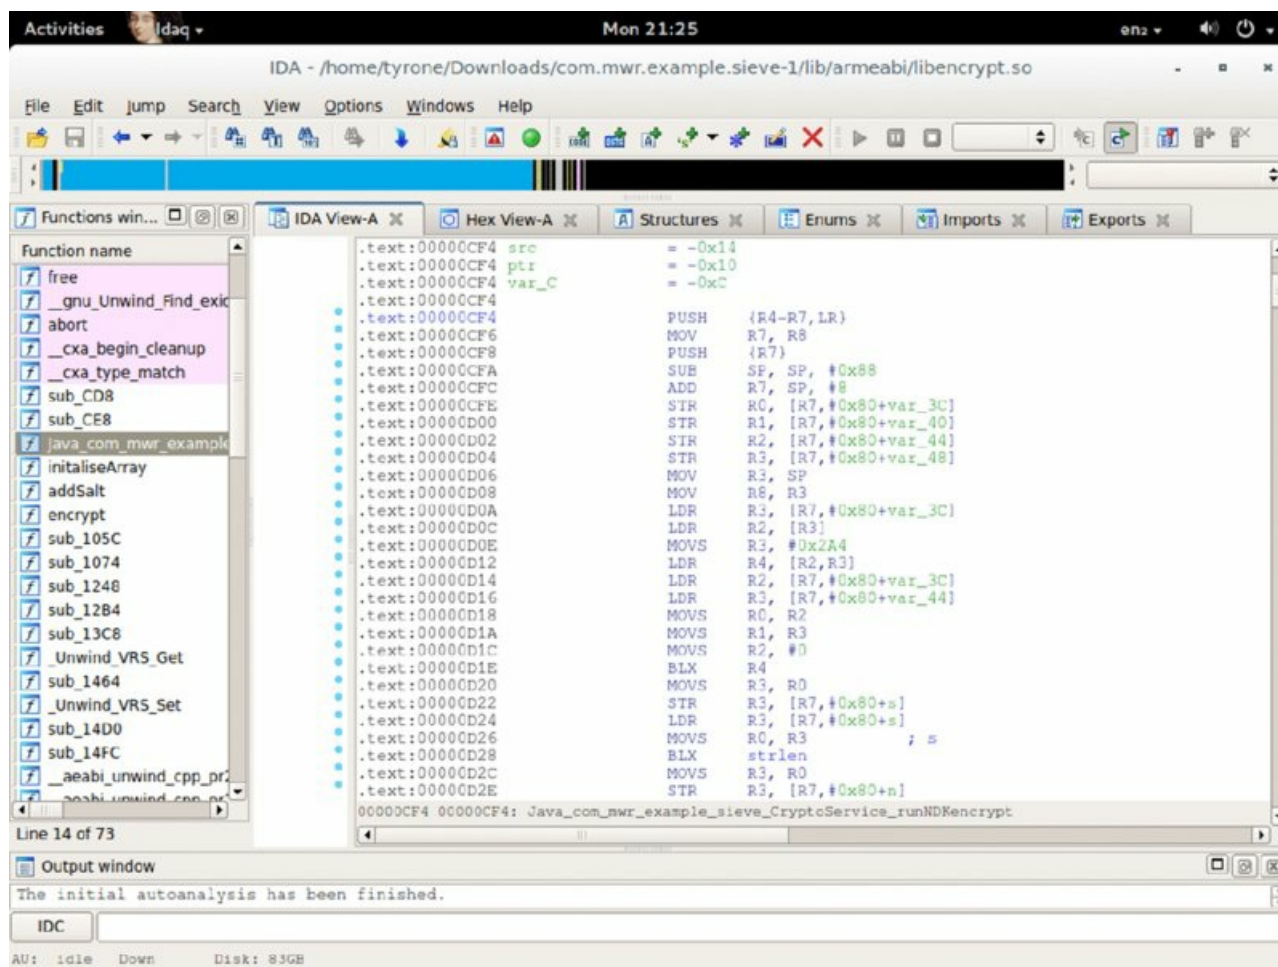 Activities
Idaq
Mon 21:25
en₂
IDA - /home/tyrone/Downloads/com.mwr.example.sieve-1/lib/armeabi/libencrypt.so
File Edit Jump Search View Options Windows Help
Functions win...
IDA View-A
Hex View-A
Structures
Enums
Imports
Exports
Function name
free
__gnu_Unwind_Find_exic
abort
__cxa_begin_cleanup
__cxa_type_match
sub_CD8
sub_CE8
Java_com_mwr_example
initaliseArray
addSalt
encrypt
sub_105C
sub_1074
sub_1248
sub_12B4
sub_13C8
_Unwind_VRS_Get
sub_1464
_Unwind_VRS_Set
sub_14D0
sub_14FC
__aeabi_unwind_cpp_pr2
Line 14 of 73
.text:00000CF4 src = -0x14
.text:00000CF4 ptr = -0x10
.text:00000CF4 var_C = -0xC
.text:00000CF4
.text:00000CF4 PUSH {R4-R7,LR}
.text:00000CF6 MOV R7, R8
.text:00000CF8 PUSH {R7}
.text:00000CFA SUB SP, SP, #0x88
.text:00000CFC ADD R7, SP, #8
.text:00000CFE STR R0, [R7,#0x80+var_3C]
.text:00000D00 STR R1, [R7,#0x80+var_40]
.text:00000D02 STR R2, [R7,#0x80+var_44]
.text:00000D04 STR R3, [R7,#0x80+var_48]
.text:00000D06 MOV R3, SP
.text:00000D08 MOV R8, R3
.text:00000D0A LDR R3, [R7,#0x80+var_3C]
.text:00000D0C LDR R2, [R3]
.text:00000D0E MOVS R3, #0x2A4
.text:00000D12 LDR R4, [R2,R3]
.text:00000D14 LDR R2, [R7,#0x80+var_3C]
.text:00000D16 LDR R3, [R7,#0x80+var_44]
.text:00000D18 MOVS R0, R2
.text:00000D1A MOVS R1, R3
.text:00000D1C MOVS R2, #0
.text:00000D1E BLX R4
.text:00000D20 MOVS R3, R0
.text:00000D22 STR R3, [R7,#0x80+s]
.text:00000D24 LDR R3, [R7,#0x80+s]
.text:00000D26 MOVS R0, R3 ; s
.text:00000D28 BLX strlen
.text:00000D2C MOVS R3, R0
.text:00000D2E STR R3, [R7,#0x80+n]
00000CF4 00000CF4: Java_com_mwr_example_sieve_CryptoService_runNDKencrypt
Output window
The initial autoanalysis has been finished.
IDC
AU: idle Down Disk: 83GB